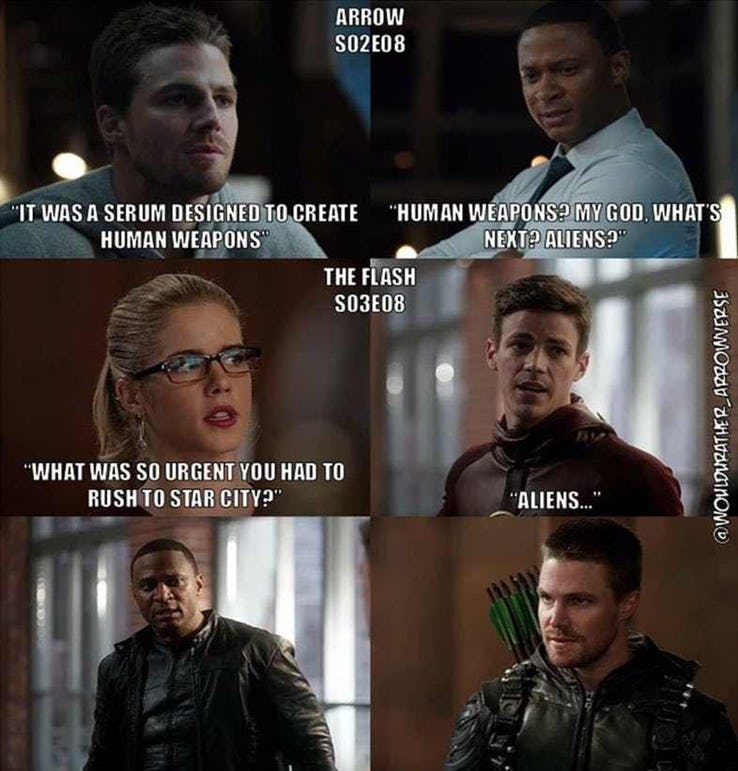 ARROW
S02E08
"IT WAS A SERUM DESIGNED TO CREATE
HUMAN WEAPONS"
"HUMAN WEAPONS? MY GOD, WHAT'S
NEXT? ALIENS?"
THE FLASH
S03E08
"WHAT WAS SO URGENT YOU HAD TO
RUSH TO STAR CITY?"
"ALIENS..."
@WOULDURATHER_ARROWVERSE